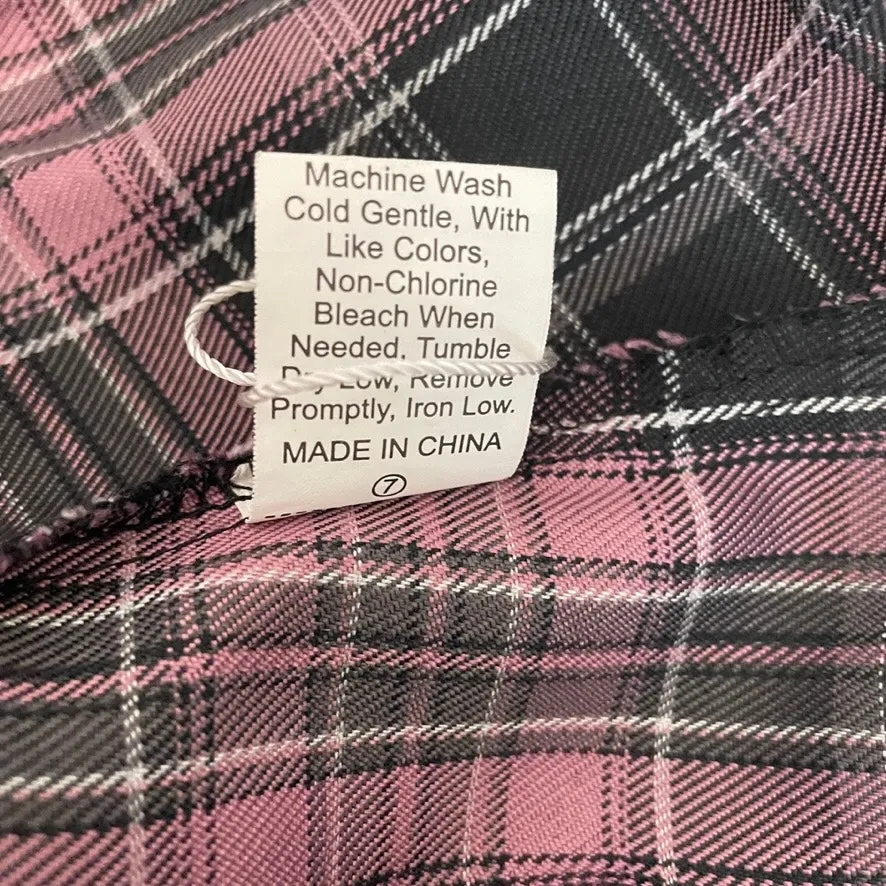 Machine Wash
Cold Gentle, With
Like Colors,
Non-Chlorine
Bleach When
Needed. Tumble
Dry Low, Remove
Promptly, Iron Low.
MADE IN CHINA
7